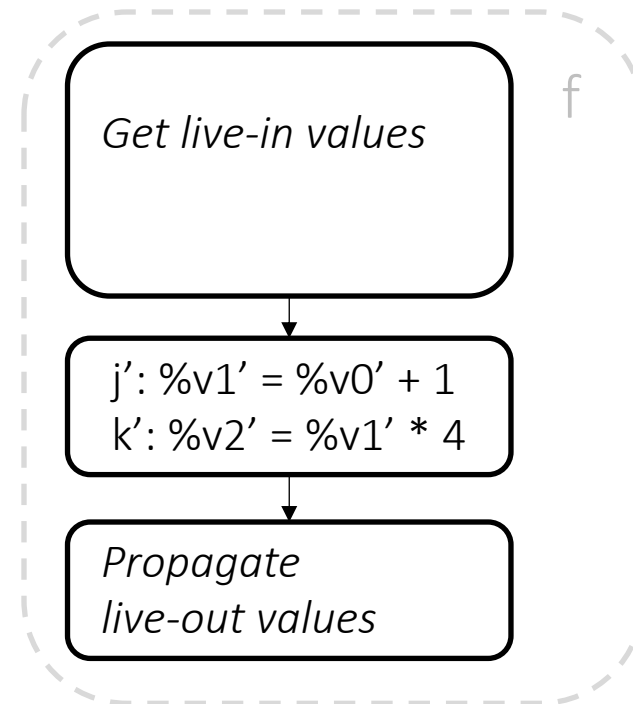 f
Get live-in values
j’: %v1’ = %v0’ + 1
k’: %v2’ = %v1’ * 4
Propagate
live-out values